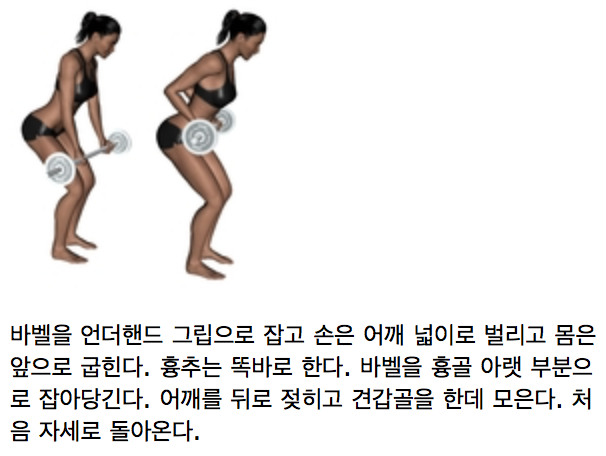 바벨을 언더핸드 그립으로 잡고 손은 어깨 넓이로 벌리고 몸은
앞으로 굽힌다. 흉추는 똑바로 한다. 바벨을 흉골 아랫 부분으
로 잡아당긴다. 어깨를 뒤로 젖히고 견갑골을 한데 모은다. 처
음 자세로 돌아온다.